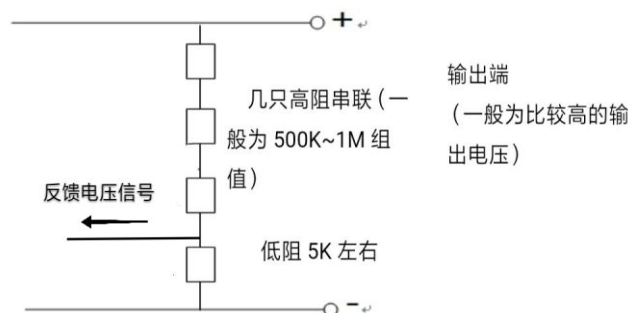 +
几只高阻串联（一
般为 500K~1M 组
值）
输出端
（一般为比较高的输
出电压）
反馈电压信号
低阻 5K 左右
-